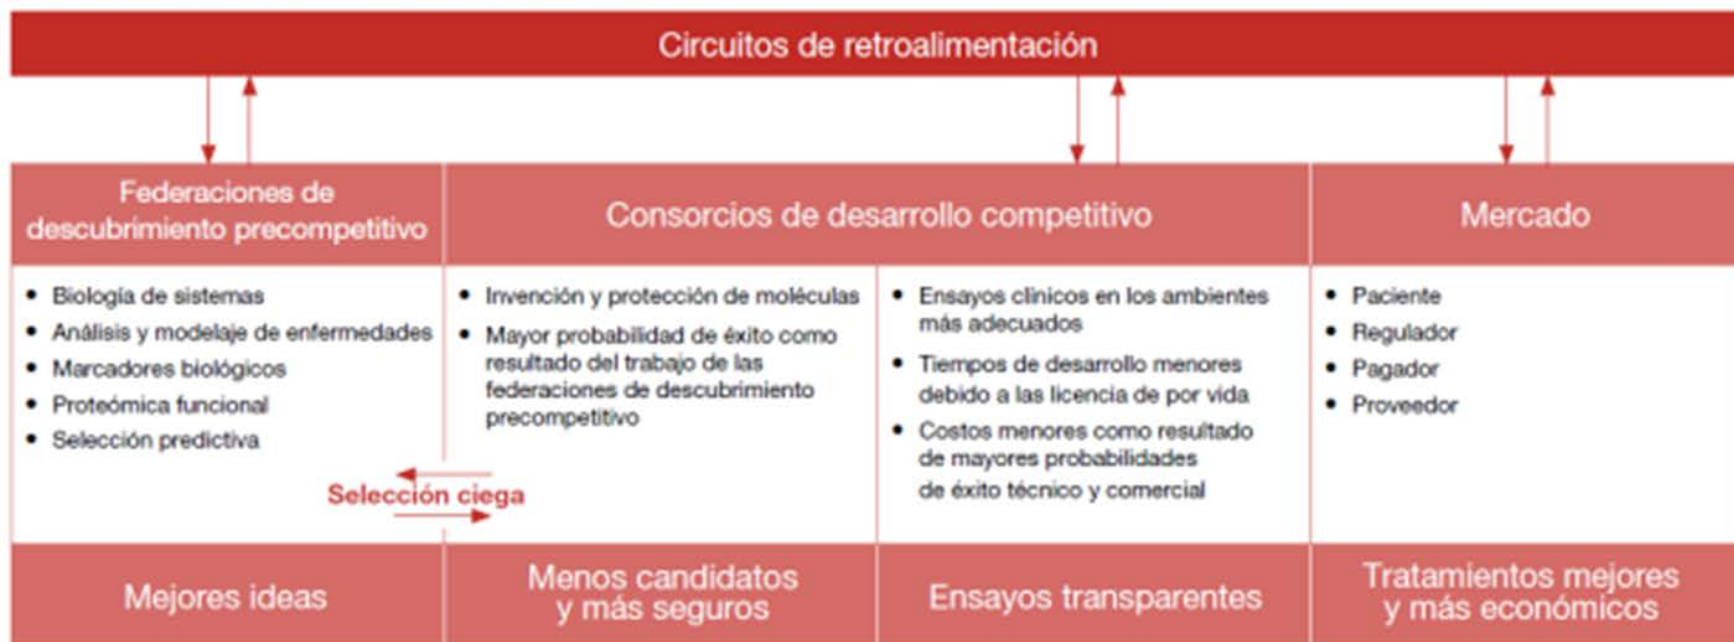 Circuitos de retroalimentación
Federaciones de
descubrimiento precompetitivo
Consorcios de desarrollo competitivo
Mercado
• Biología de sistemas
• Análisis y modelaje de enfermedades
• Marcadores biológicos
• Proteómica funcional
• Selección predictiva
• Invención y protección de moléculas
• Mayor probabilidad de éxito como
resultado del trabajo de las
federaciones de descubrimiento
precompetitivo
Selección ciega
• Ensayos clínicos en los ambientes
más adecuados
• Tiempos de desarrollo menores
debido a las licencia de por vida
• Costos menores como resultado
de mayores probabilidades
de éxito técnico y comercial
• Paciente
• Regulador
• Pagador
• Proveedor
Mejores ideas
Menos candidatos
y más seguros
Ensayos transparentes
Tratamientos mejores
y más económicos